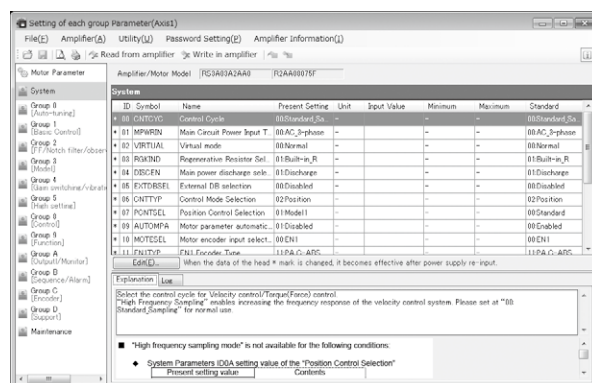 Setting of each group Parameter(Axis1)
File(F) Amplifier(A) Utility(U) Password Setting(P) Amplifier Information(I)
Read from amplifier Write in amplifier
Motor Parameter
Amplifier/Motor Model RS3A03A2AA0 R2AA08075F
System
Group 0
[Auto-tuning]
Group 1
[Basic Control]
Group 2
[FF/Notch filter/obser
Group 3
[Model]
Group 4
[Gain switching/vibrati
Group 5
[High setting]
Group 8
[Control]
Group 9
[Function]
Group A
[Output/Monitor]
Group B
[Sequence/Alarm]
Group C
[Encoder]
Group D
[Support]
Maintenance
System
ID Symbol Name Present Setting Unit Input Value Minimum Maximum Standard
* 00 CNTCYC Control Cycle 00:Standard_Sa.. - - - - 00:Standard_Sa..
* 01 MPWRIN Main Circuit Power Input T.. 00:AC_3-phase - - - - 00:AC_3-phase
* 02 VIRTUAL Virtual mode 00:Normal - - - - 00:Normal
* 03 RGKIND Regenerative Resistor Sel.. 01:Built-in_R - - - - 01:Built-in_R
* 04 DISCEN Main power discharge sele.. 01:Discharge - - - - 01:Discharge
* 05 EXTDBSEL External DB selection 00:Disabled - - - - 00:Disabled
* 06 CNTTYP Control Mode Selection 02:Position - - - - 02:Position
* 07 PCNTSEL Position Control Selection 01:Model1 - - - - 00:Standard
* 09 AUTOMPA Motor parameter automatic.. 01:Disabled - - - - 00:Enabled
* 10 MOTESEL Motor encoder input select.. 00:EN1 - - - - 00:EN1
* 11 EN1TYP EN1 Encoder Type 11:PA_C-ABS - - - - 11:PA_C-ABS
Edit(E)... When the data of the head * mark is changed, it becomes effective after power supply re-input.
Explanation Log
Select the control cycle for Velocity control/Torque(Force) control.
"High Frequency Sampling" enables increasing the frequency response of the velocity control system. Please set at "00:
Standard_Sampling" for normal use.
■ "High frequency sampling mode" is not available for the following conditions:
◆ System Parameters ID0A setting value of the "Position Control Selection"
Present setting value Contents